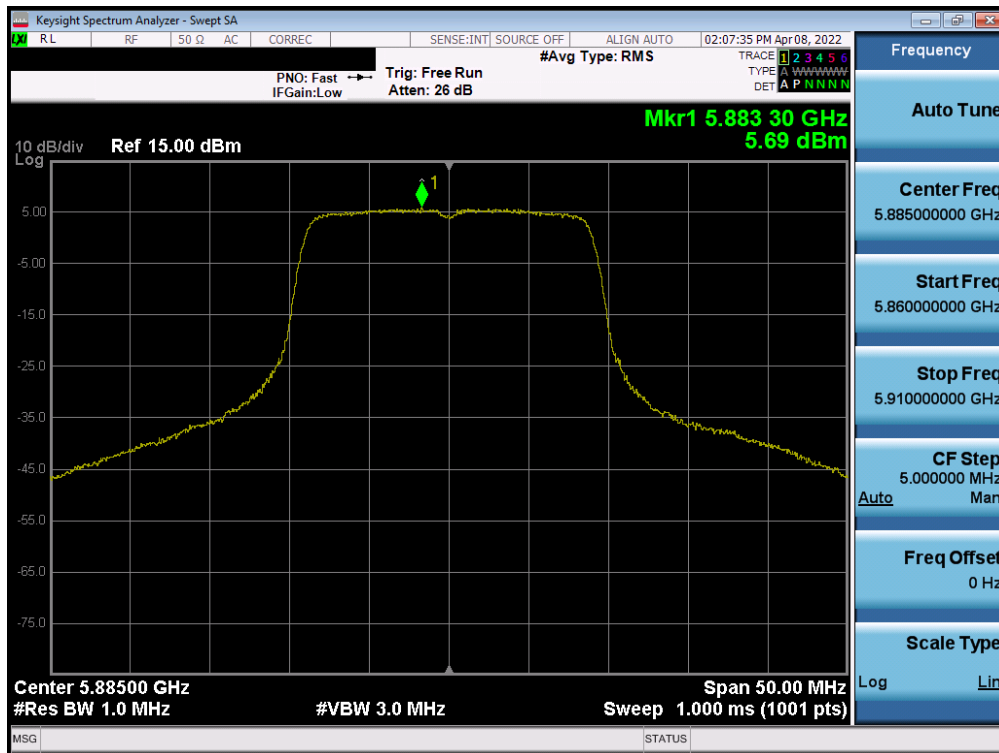 Keysight Spectrum Analyzer - Swept SA
LXI RL RF 50 Ω AC CORREC SENSE:INT SOURCE OFF ALIGN AUTO 02:07:35 PM Apr 08, 2022
#Avg Type: RMS
TRACE 1 2 3 4 5 6
PNO: Fast Trig: Free Run
TYPE A WWWWW
IFGain:Low Atten: 26 dB
DET A P N N N N
Mkr1 5.883 30 GHz
5.69 dBm
10 dB/div Ref 15.00 dBm
Log
1
5.00
-5.00
-15.0
-25.0
-35.0
-45.0
-55.0
-65.0
-75.0
Center 5.88500 GHz Span 50.00 MHz
#Res BW 1.0 MHz #VBW 3.0 MHz Sweep 1.000 ms (1001 pts)
MSG STATUS
Frequency
Auto Tune
Center Freq
5.885000000 GHz
Start Freq
5.860000000 GHz
Stop Freq
5.910000000 GHz
CF Step
5.000000 MHz
Auto Man
Freq Offset
0 Hz
Scale Type
Log Lin